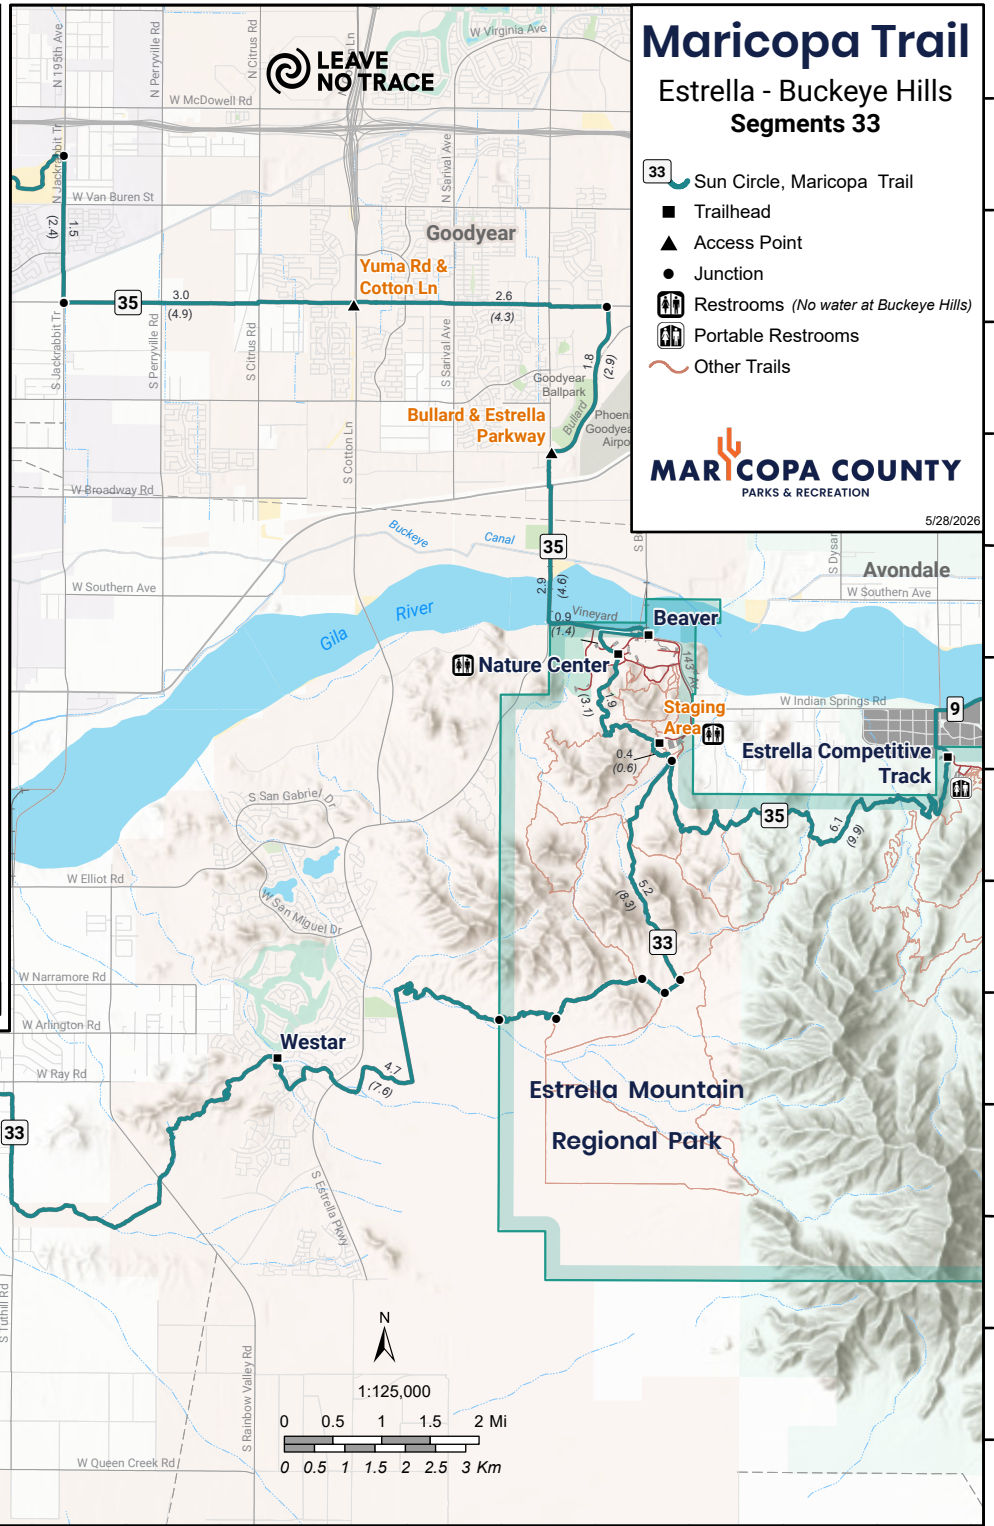 Maricopa Trail
Estrella - Buckeye Hills
Segments 33
33
Sun Circle, Maricopa Trail
Trailhead
Access Point
Junction
Restrooms (No water at Buckeye Hills)
Portable Restrooms
Other Trails
MARICOPA COUNTY
PARKS & RECREATION
5/28/2026
LEAVE
NO TRACE
N 195th Ave
N Perryville Rd
N Citrus Rd
W Virginia Ave
W McDowell Rd
N Jackrabbit Tr
N Sarival Ave
W Van Buren St
1.5
(2.4)
Goodyear
Yuma Rd &
Cotton Ln
35
3.0
(4.9)
2.6
(4.3)
S Jackrabbit Tr
S Perryville Rd
S Citrus Rd
S Sarival Ave
1.8
(2.9)
Goodyear
Ballpark
Bullard
Bullard & Estrella
Parkway
S Cotton Ln
W Broadway Rd
Buckeye
Canal
35
Avondale
W Southern Ave
W Southern Ave
2.9
(4.6)
Gila
River
0.9
(1.4)
Vineyard
Beaver
Nature Center
(3.1)
1.9
W Indian Springs Rd
9
Staging
Area
0.4
(0.6)
Estrella Competitive
Track
35
6.1
(9.9)
S San Gabriel Dr
W Elliot Rd
W San Miguel Dr
5.2
(8.3)
33
W Narramore Rd
W Arlington Rd
Westar
W Ray Rd
4.7
(7.6)
Estrella Mountain
Regional Park
33
S Estrella Pkwy
S Tuthill Rd
S Rainbow Valley Rd
N
1:125,000
0 0.5 1 1.5 2 Mi
0 0.5 1 1.5 2 2.5 3 Km
W Queen Creek Rd